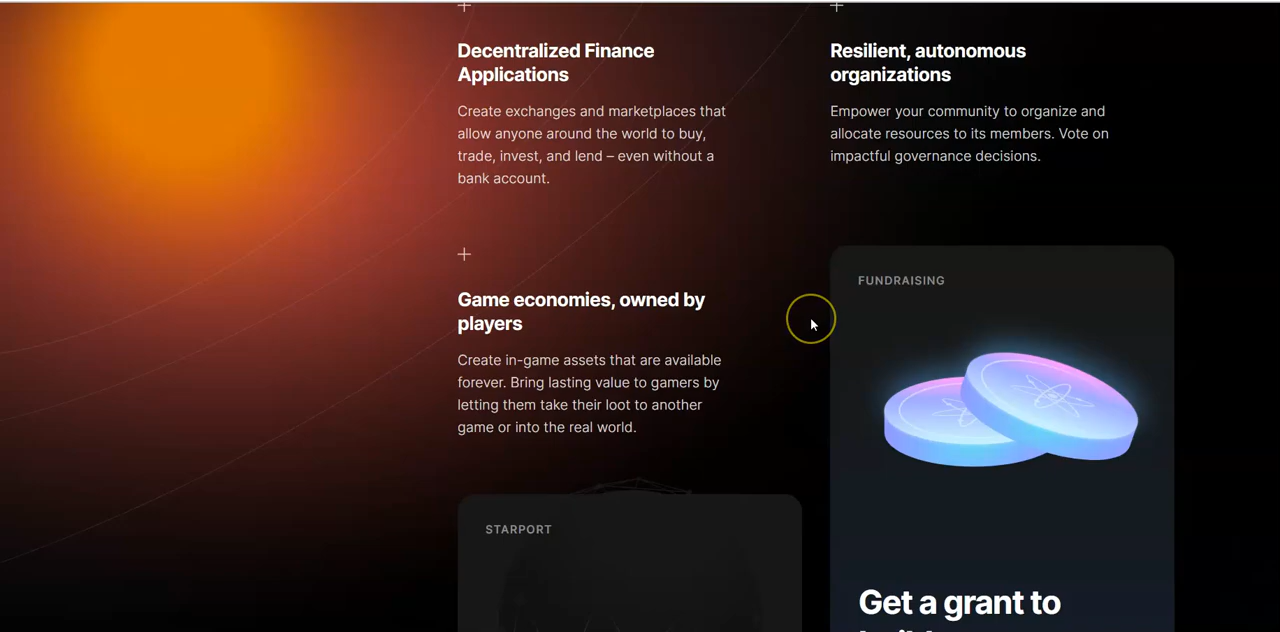 Decentralized Finance
Applications
Create exchanges and marketplaces that
allow anyone around the world to buy,
trade, invest, and lend – even without a
bank account.
Resilient, autonomous
organizations
Empower your community to organize and
allocate resources to its members. Vote on
impactful governance decisions.
Game economies, owned by
players
Create in-game assets that are available
forever. Bring lasting value to gamers by
letting them take their loot to another
game or into the real world.
FUNDRAISING
Get a grant to
STARPORT